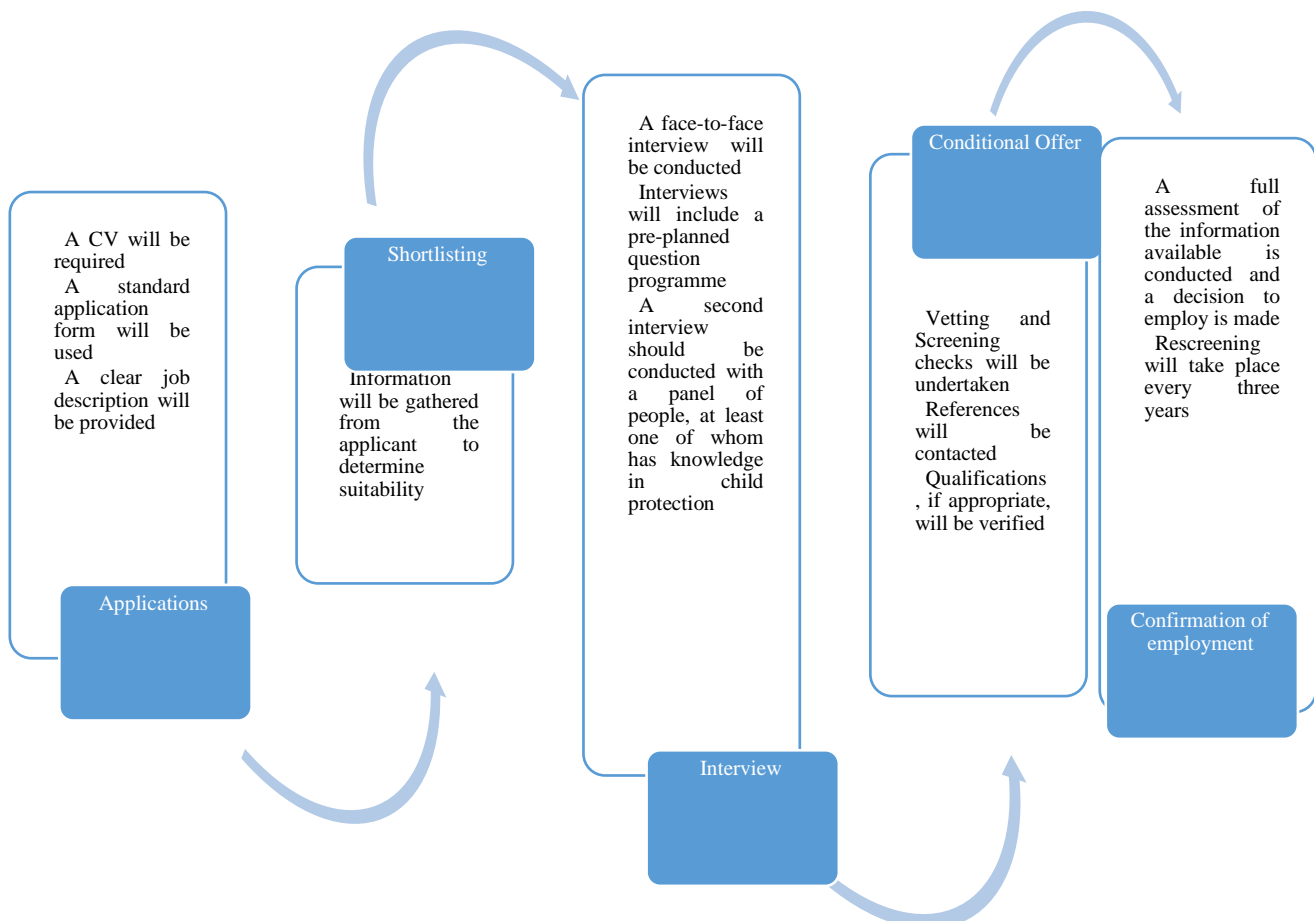 A CV will be
required
A standard
application
form will be
used
A clear job
description will
be provided
Applications
Shortlisting
Information
will be gathered
from the
applicant to
determine
suitability
A face-to-face
interview will
be conducted
Interviews
will include a
pre-planned
question
programme
A second
interview
should be
conducted with
a panel of
people, at least
one of whom
has knowledge
in child
protection
Interview
Conditional Offer
Vetting and
Screening
checks will be
undertaken
References
will be
contacted
Qualifications
, if appropriate,
will be verified
A full
assessment of
the information
available is
conducted and
a decision to
employ is made
Rescreening
will take place
every three
years
Confirmation of
employment